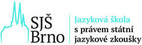 SJŠ
Brno
Jazyková škola
s právem státní
jazykové zkoušky